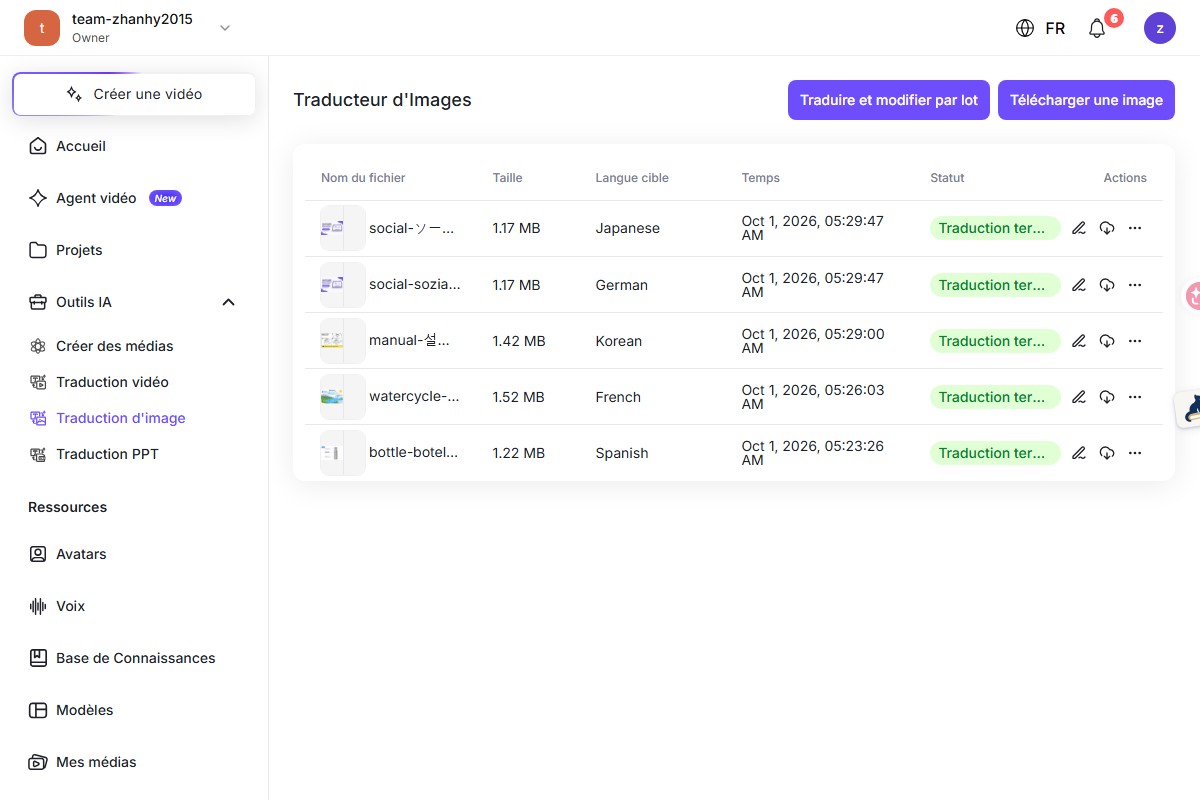 t
team-zhanhy2015
Owner
FR
6
z
Créer une vidéo
Accueil
Agent vidéo New
Projets
Outils IA
Créer des médias
Traduction vidéo
Traduction d'image
Traduction PPT
Ressources
Avatars
Voix
Base de Connaissances
Modèles
Mes médias
Traducteur d'Images
Traduire et modifier par lot
Télécharger une image
Nom du fichier Taille Langue cible Temps Statut Actions
social-ソー... 1.17 MB Japanese Oct 1, 2026, 05:29:47 AM Traduction ter...
social-sozia... 1.17 MB German Oct 1, 2026, 05:29:47 AM Traduction ter...
manual-설... 1.42 MB Korean Oct 1, 2026, 05:29:00 AM Traduction ter...
watercycle-... 1.52 MB French Oct 1, 2026, 05:26:03 AM Traduction ter...
bottle-botel... 1.22 MB Spanish Oct 1, 2026, 05:23:26 AM Traduction ter...